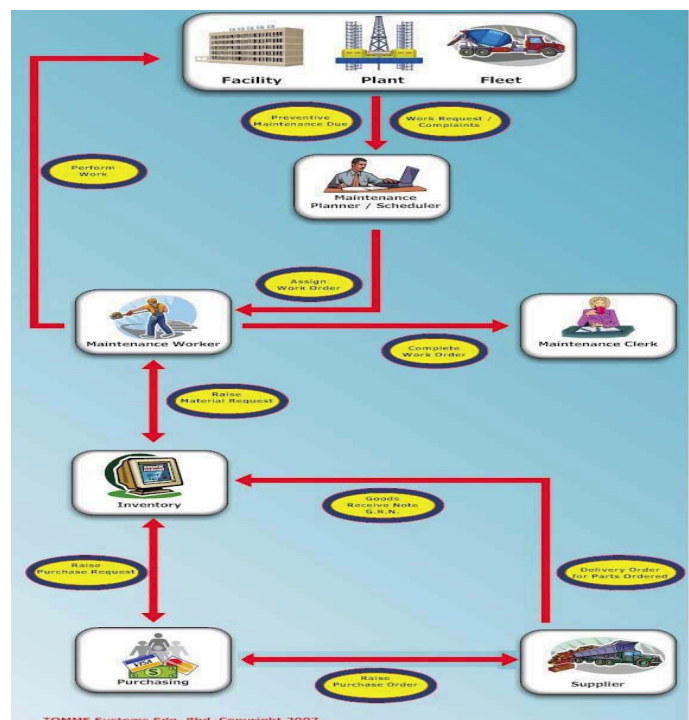 Facility Plant Fleet
Preventive
Maintenance Due
Work Request /
Complaints
Perform
Work
Maintenance
Planner / Scheduler
Assign
Work Order
Maintenance Worker
Maintenance Clerk
Complete
Work Order
Raise
Material Request
Inventory
Goods
Receive Note
G.R.N.
Raise
Purchase Request
Delivery Order
for Parts Ordered
VISA
Purchasing
Raise
Purchase Order
Supplier